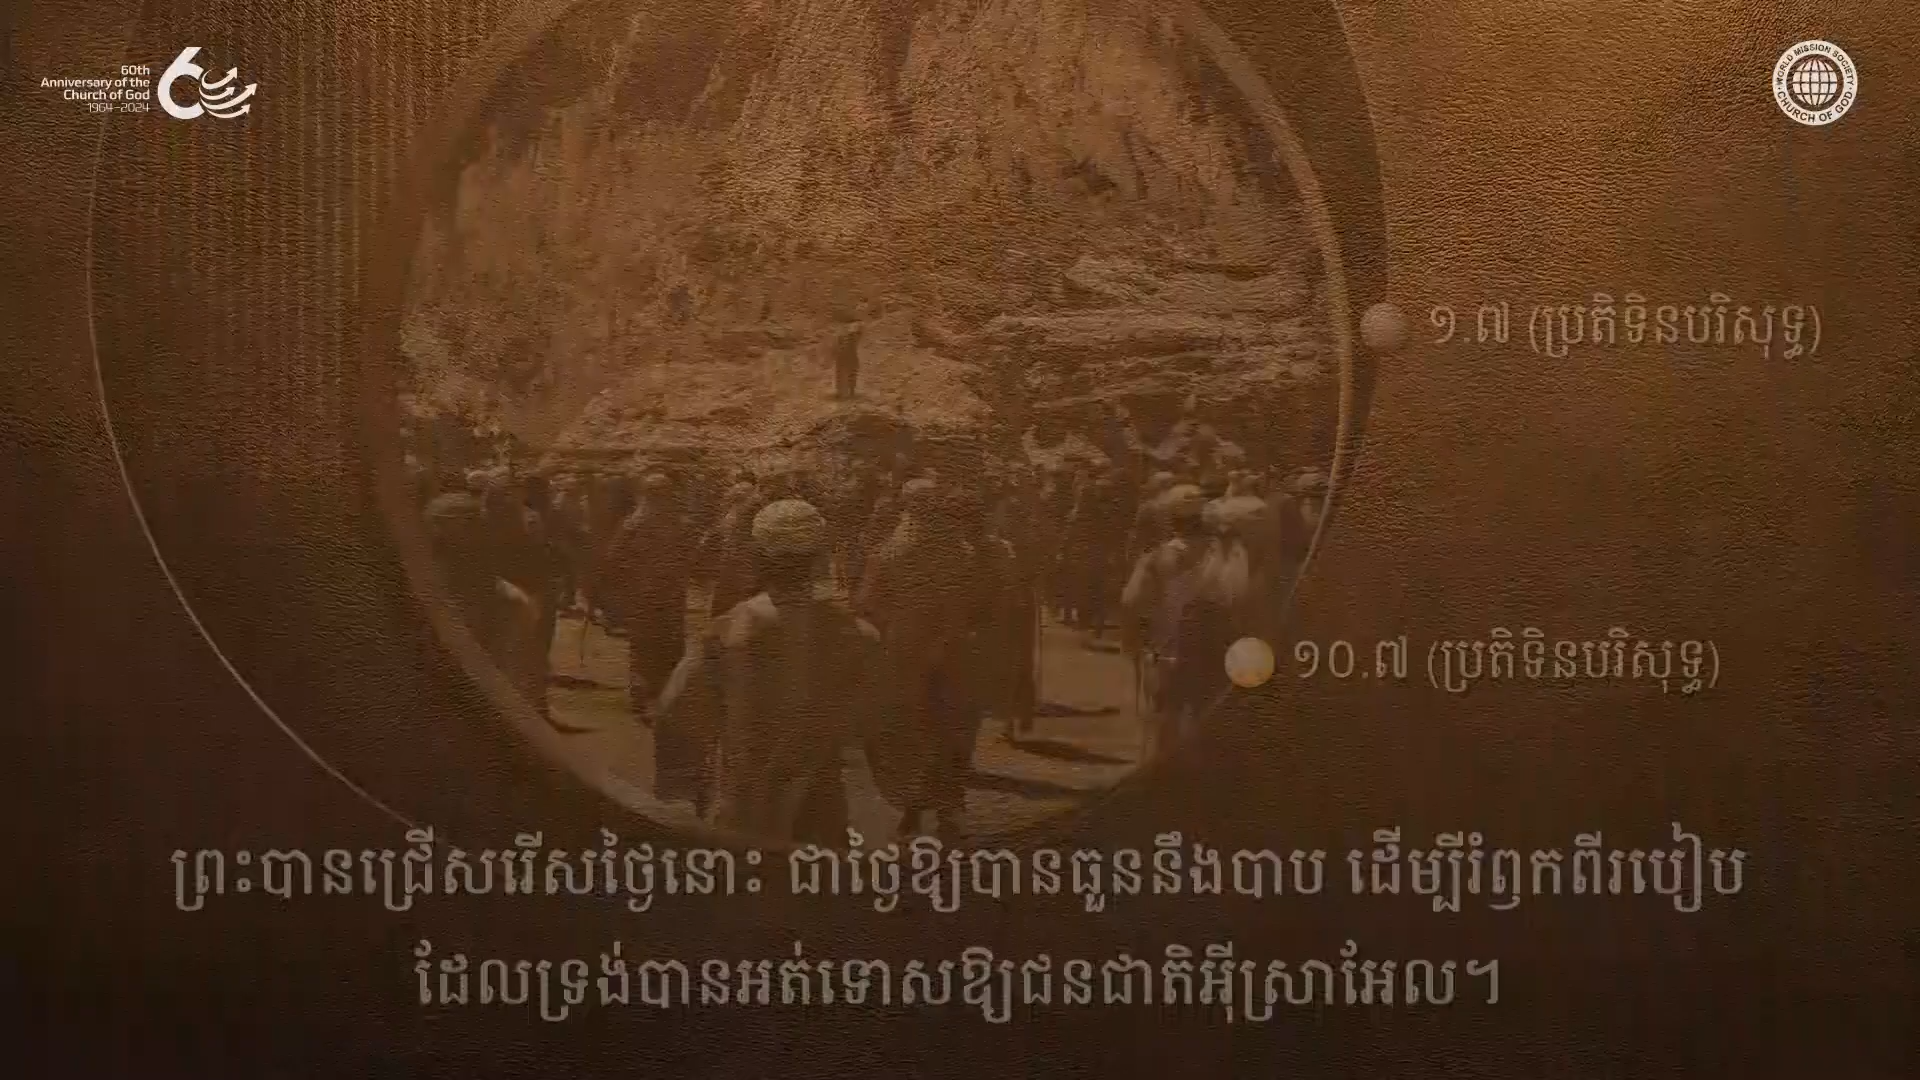 60th
Anniversary of the
Church of God
1964–2024
WORLD MISSION SOCIETY
CHURCH OF GOD
១.៧ (ប្រតិទិនបរិសុទ្ធ)
១០.៧ (ប្រតិទិនបរិសុទ្ធ)
ព្រះបានជ្រើសរើសថ្ងៃនោះ ជាថ្ងៃឱ្យបានធួននឹងបាប ដើម្បីរំឭកពីរបៀប
ដែលទ្រង់បានអត់ទោសឱ្យជនជាតិអ៊ីស្រាអែល។